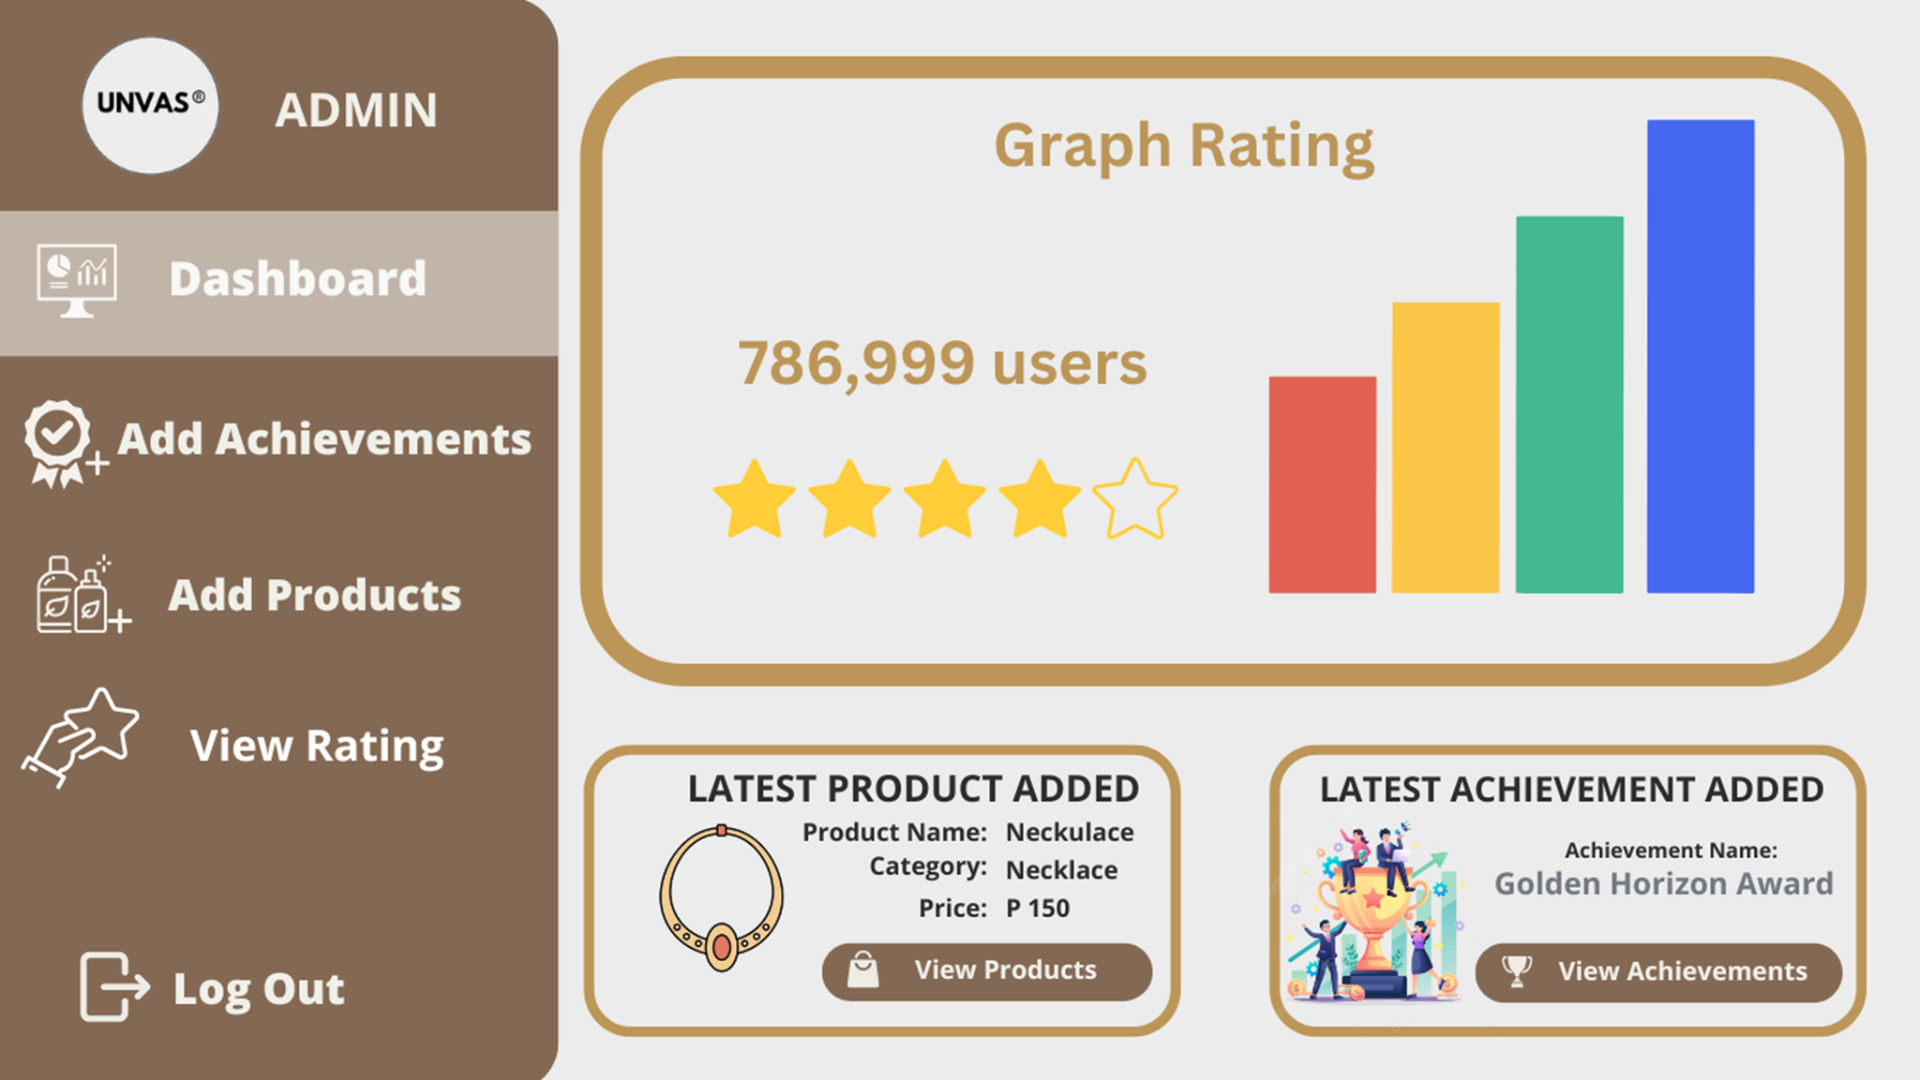 UNVAS®
ADMIN
Dashboard
Add Achievements
Add Products
View Rating
Log Out
Graph Rating
786,999 users
LATEST PRODUCT ADDED
Product Name: Neckulace
Category: Necklace
Price: P 150
View Products
LATEST ACHIEVEMENT ADDED
Achievement Name:
Golden Horizon Award
View Achievements